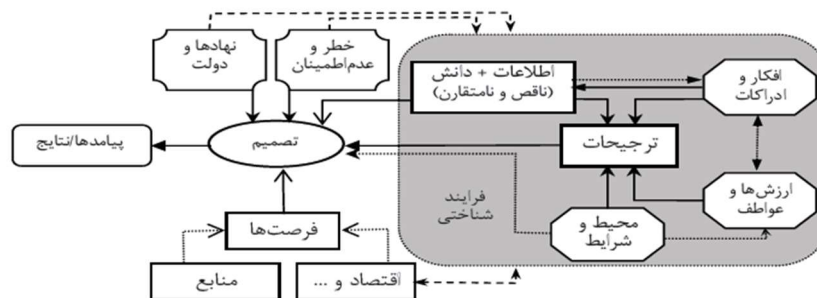 نهادها و
دولت
خطر و
عدم‌اطمینان
اطلاعات + دانش
(ناقص و نامتقارن)
افکار و
ادراکات
پیامدها/نتایج
تصمیم
ترجیحات
فرایند
شناختی
ارزش‌ها و
عواطف
محیط و
شرایط
فرصت‌ها
منابع
اقتصاد و ...